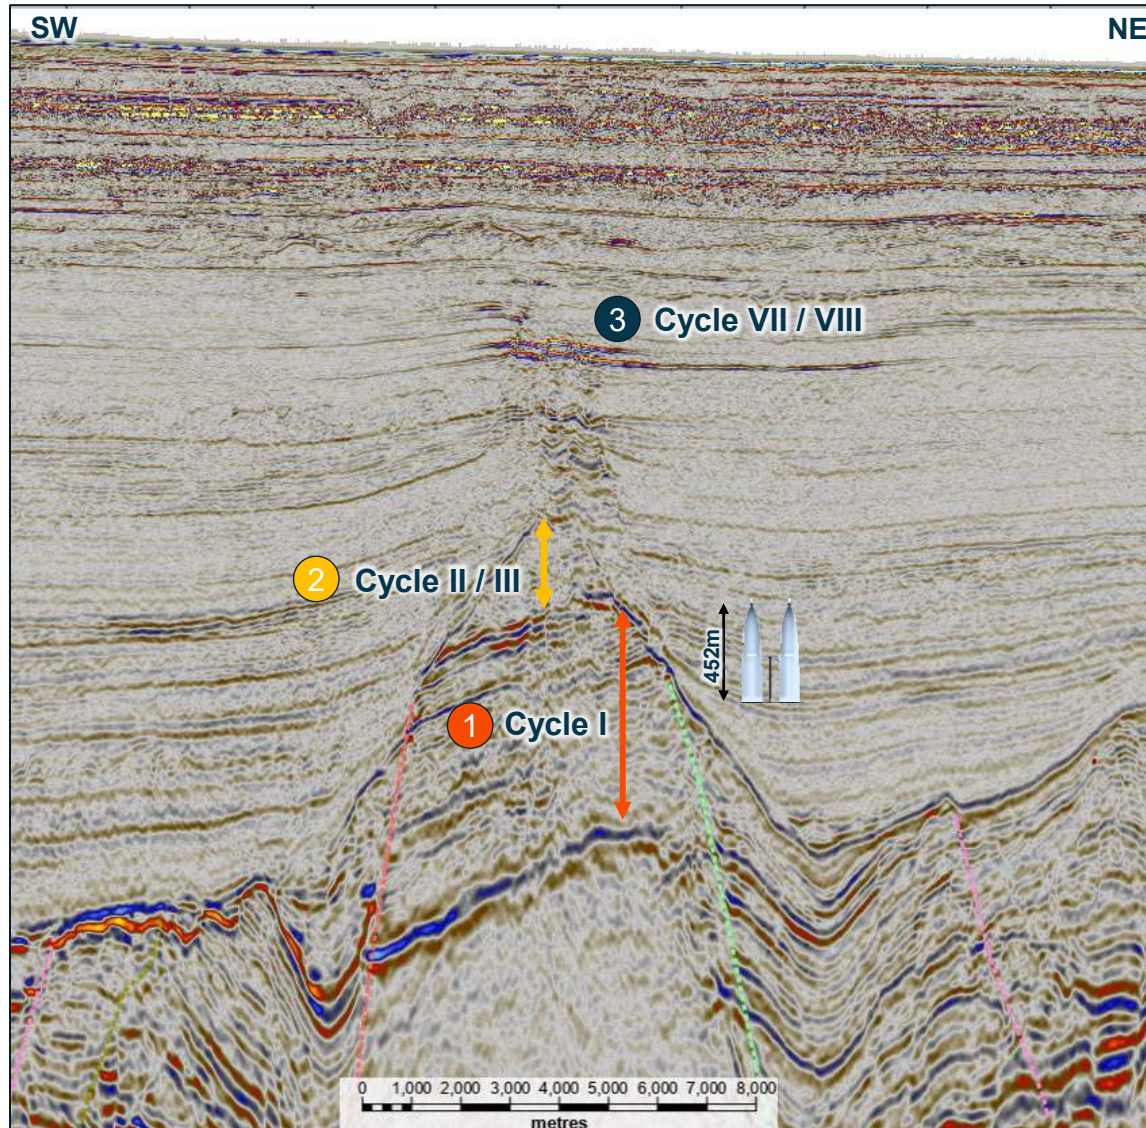 SW
NE
3 Cycle VII / VIII
2 Cycle II / III
452m
1 Cycle I
0 1,000 2,000 3,000 4,000 5,000 6,000 7,000 8,000
metres